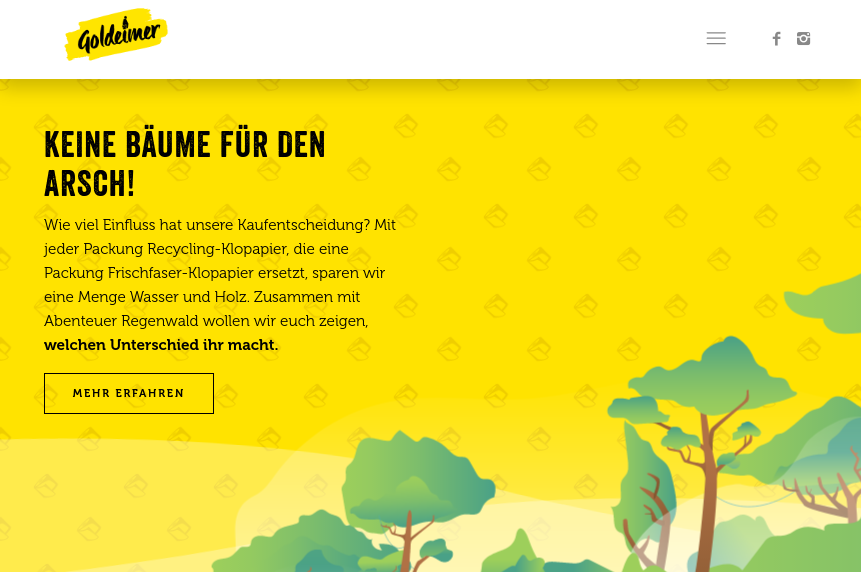 Goldeimer
KEINE BÄUME FÜR DEN
ARSCH!
Wie viel Einfluss hat unsere Kaufentscheidung? Mit
jeder Packung Recycling-Klopapier, die eine
Packung Frischfaser-Klopapier ersetzt, sparen wir
eine Menge Wasser und Holz. Zusammen mit
Abenteuer Regenwald wollen wir euch zeigen,
welchen Unterschied ihr macht.
MEHR ERFAHREN